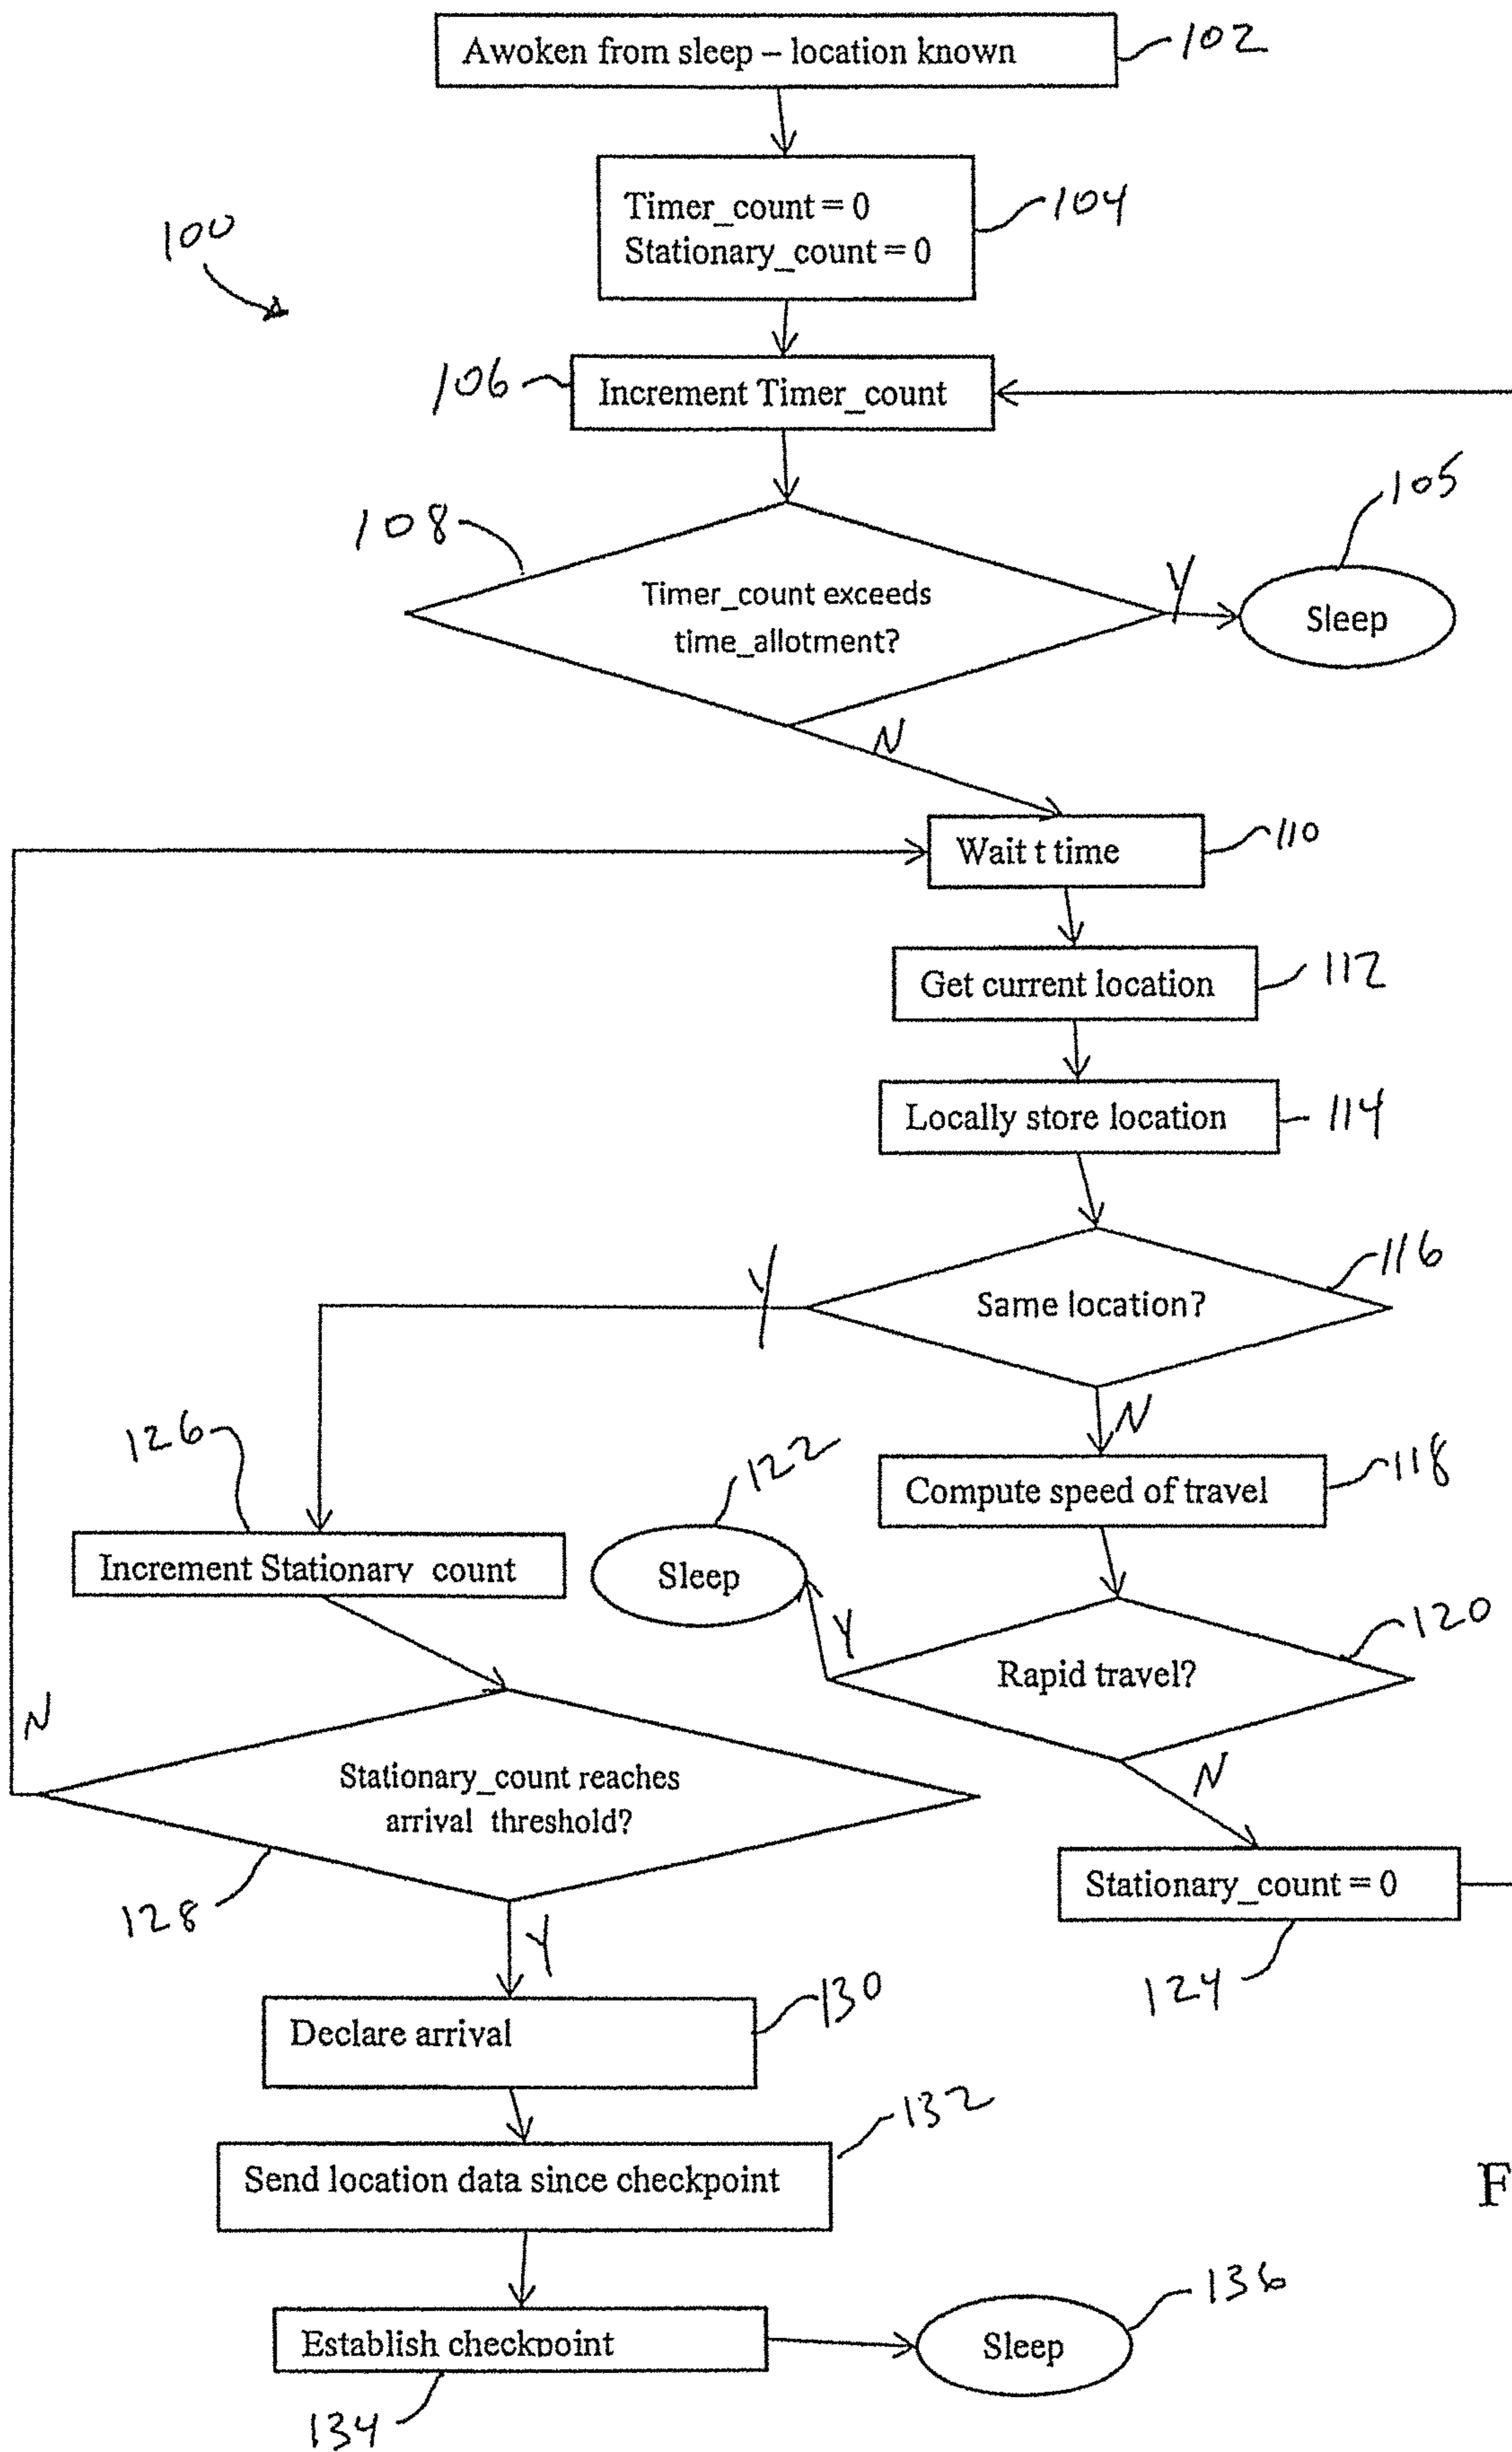 Awoken from sleep – location known
102
Timer_count = 0
Stationary_count = 0
104
100
106
Increment Timer_count
105
108
Timer_count exceeds
time_allotment?
Y
Sleep
N
Wait t time
110
Get current location
112
Locally store location
114
116
Same location?
Y
N
126
122
Compute speed of travel
118
Increment Stationary count
Sleep
Y
120
Rapid travel?
N
Stationary_count reaches
arrival threshold?
N
Stationary_count = 0
128
Y
124
Declare arrival
130
132
Send location data since checkpoint
F
136
Establish checkpoint
Sleep
134